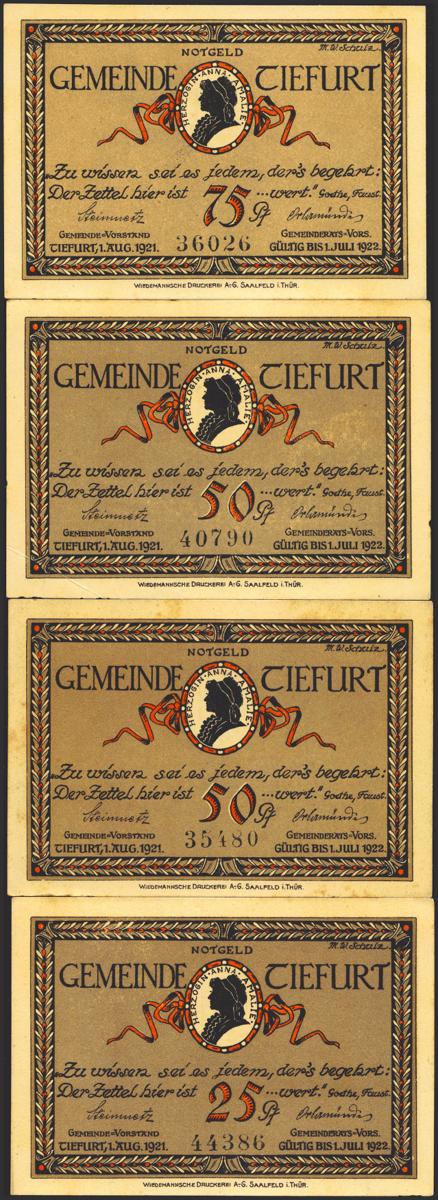 NOTGELD
M. W. Schulz.
GEMEINDE TIEFURT
HERZOGIN·ANNA·AMALIE·
„Zu wissen sei es jedem, der's begehrt:
Der Zettel hier ist 75 Pf ...wert." Goethe, Faust.
Steinmetz Orlamünde
GEMEINDE=VORSTAND GEMEINDERATS=VORS.
TIEFURT, 1. AUG. 1921. 36026 GÜLTIG BIS 1. JULI 1922.
WIEDEMANNSCHE DRUCKEREI A.-G. SAALFELD i. THÜR.
NOTGELD
M. W. Schulz.
GEMEINDE TIEFURT
HERZOGIN·ANNA·AMALIE·
„Zu wissen sei es jedem, der's begehrt:
Der Zettel hier ist 50 Pf ...wert." Goethe, Faust.
Steinmetz Orlamünde
GEMEINDE=VORSTAND GEMEINDERATS=VORS.
TIEFURT, 1. AUG. 1921. 40790 GÜLTIG BIS 1. JULI 1922.
WIEDEMANNSCHE DRUCKEREI A.-G. SAALFELD i. THÜR.
NOTGELD
M. W. Schulz.
GEMEINDE TIEFURT
HERZOGIN·ANNA·AMALIE·
„Zu wissen sei es jedem, der's begehrt:
Der Zettel hier ist 50 Pf ...wert." Goethe, Faust.
Steinmetz Orlamünde
GEMEINDE=VORSTAND GEMEINDERATS=VORS.
TIEFURT, 1. AUG. 1921. 35480 GÜLTIG BIS 1. JULI 1922.
WIEDEMANNSCHE DRUCKEREI A.-G. SAALFELD i. THÜR.
NOTGELD
M. W. Schulz.
GEMEINDE TIEFURT
HERZOGIN·ANNA·AMALIE·
„Zu wissen sei es jedem, der's begehrt:
Der Zettel hier ist 25 Pf ...wert." Goethe, Faust.
Steinmetz Orlamünde
GEMEINDE=VORSTAND GEMEINDERATS=VORS.
TIEFURT, 1. AUG. 1921. 44386 GÜLTIG BIS 1. JULI 1922.
WIEDEMANNSCHE DRUCKEREI A.-G. SAALFELD i. THÜR.